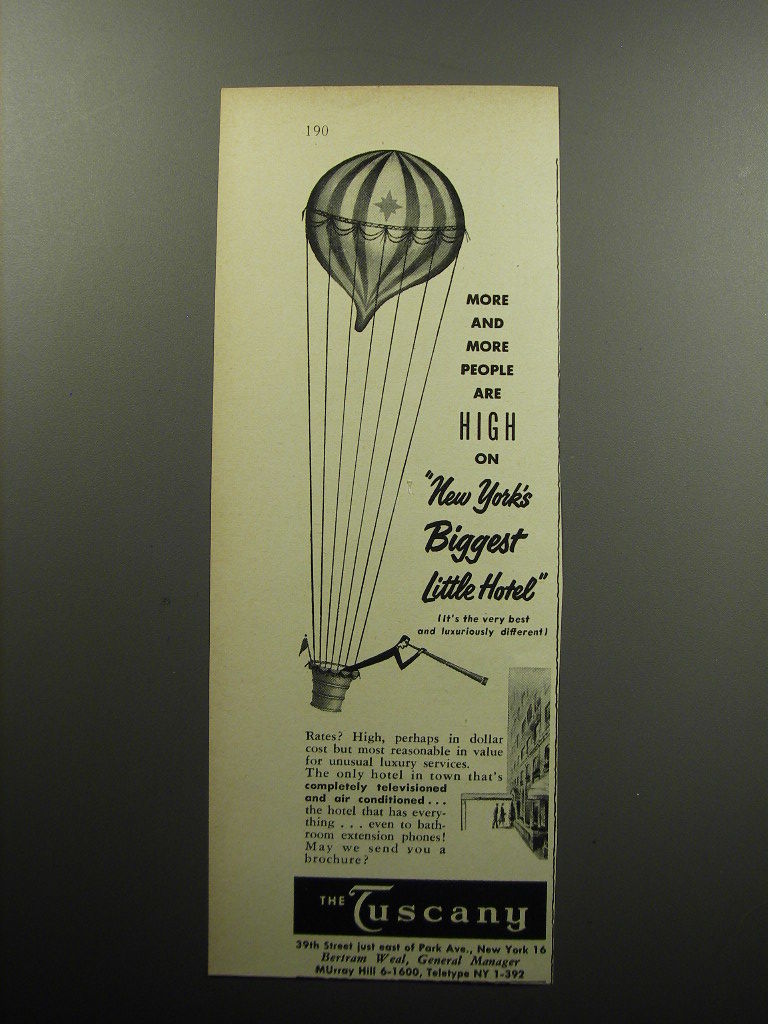 190
MORE
AND
MORE
PEOPLE
ARE
HIGH
ON
"New York's
Biggest
Little Hotel"
(It's the very best
and luxuriously different)
Rates? High, perhaps in dollar
cost but most reasonable in value
for unusual luxury services.
The only hotel in town that's
completely televisioned
and air conditioned...
the hotel that has every-
thing . . . even to bath-
room extension phones!
May we send you a
brochure?
THE Tuscany
39th Street just east of Park Ave., New York 16
Bertram Weal, General Manager
MUrray Hill 6-1600, Teletype NY 1-392